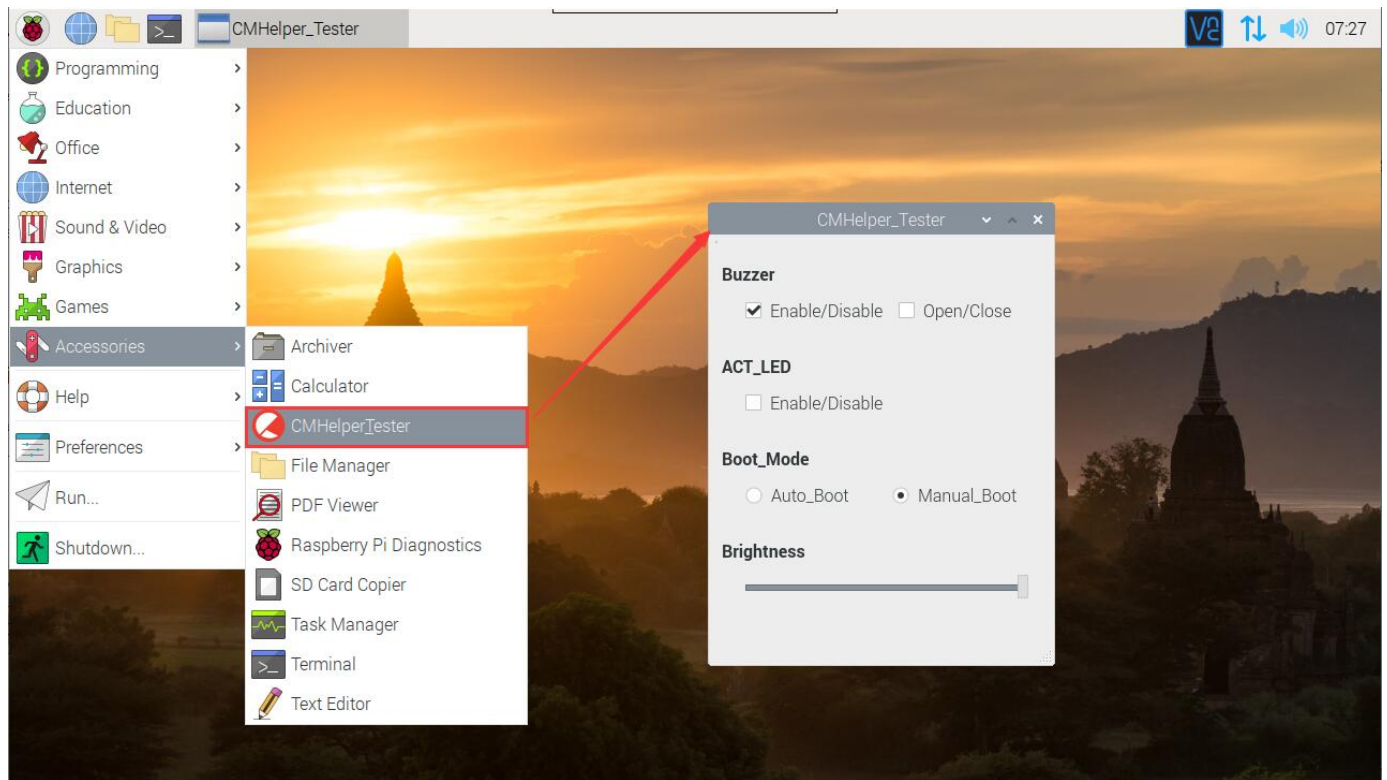 CMHelper_Tester
V2
07:27
Programming
Education
Office
Internet
Sound & Video
Graphics
Games
Accessories
Help
Preferences
Run...
Shutdown...
Archiver
Calculator
CMHelperTester
File Manager
PDF Viewer
Raspberry Pi Diagnostics
SD Card Copier
Task Manager
Terminal
Text Editor
CMHelper_Tester
Buzzer
Enable/Disable Open/Close
ACT_LED
Enable/Disable
Boot_Mode
Auto_Boot Manual_Boot
Brightness